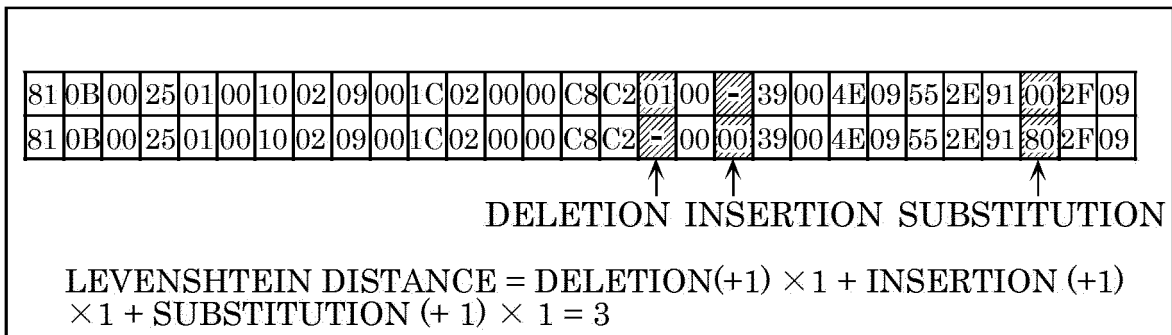 81 0B 00 25 01 00 10 02 09 00 1C 02 00 00 C8 C2 01 00 - 39 00 4E 09 55 2E 91 00 2F 09
81 0B 00 25 01 00 10 02 09 00 1C 02 00 00 C8 C2 - 00 00 39 00 4E 09 55 2E 91 80 2F 09
DELETION INSERTION SUBSTITUTION
LEVENSHTEIN DISTANCE = DELETION(+1) ×1 + INSERTION (+1)
×1 + SUBSTITUTION (+ 1) × 1 = 3